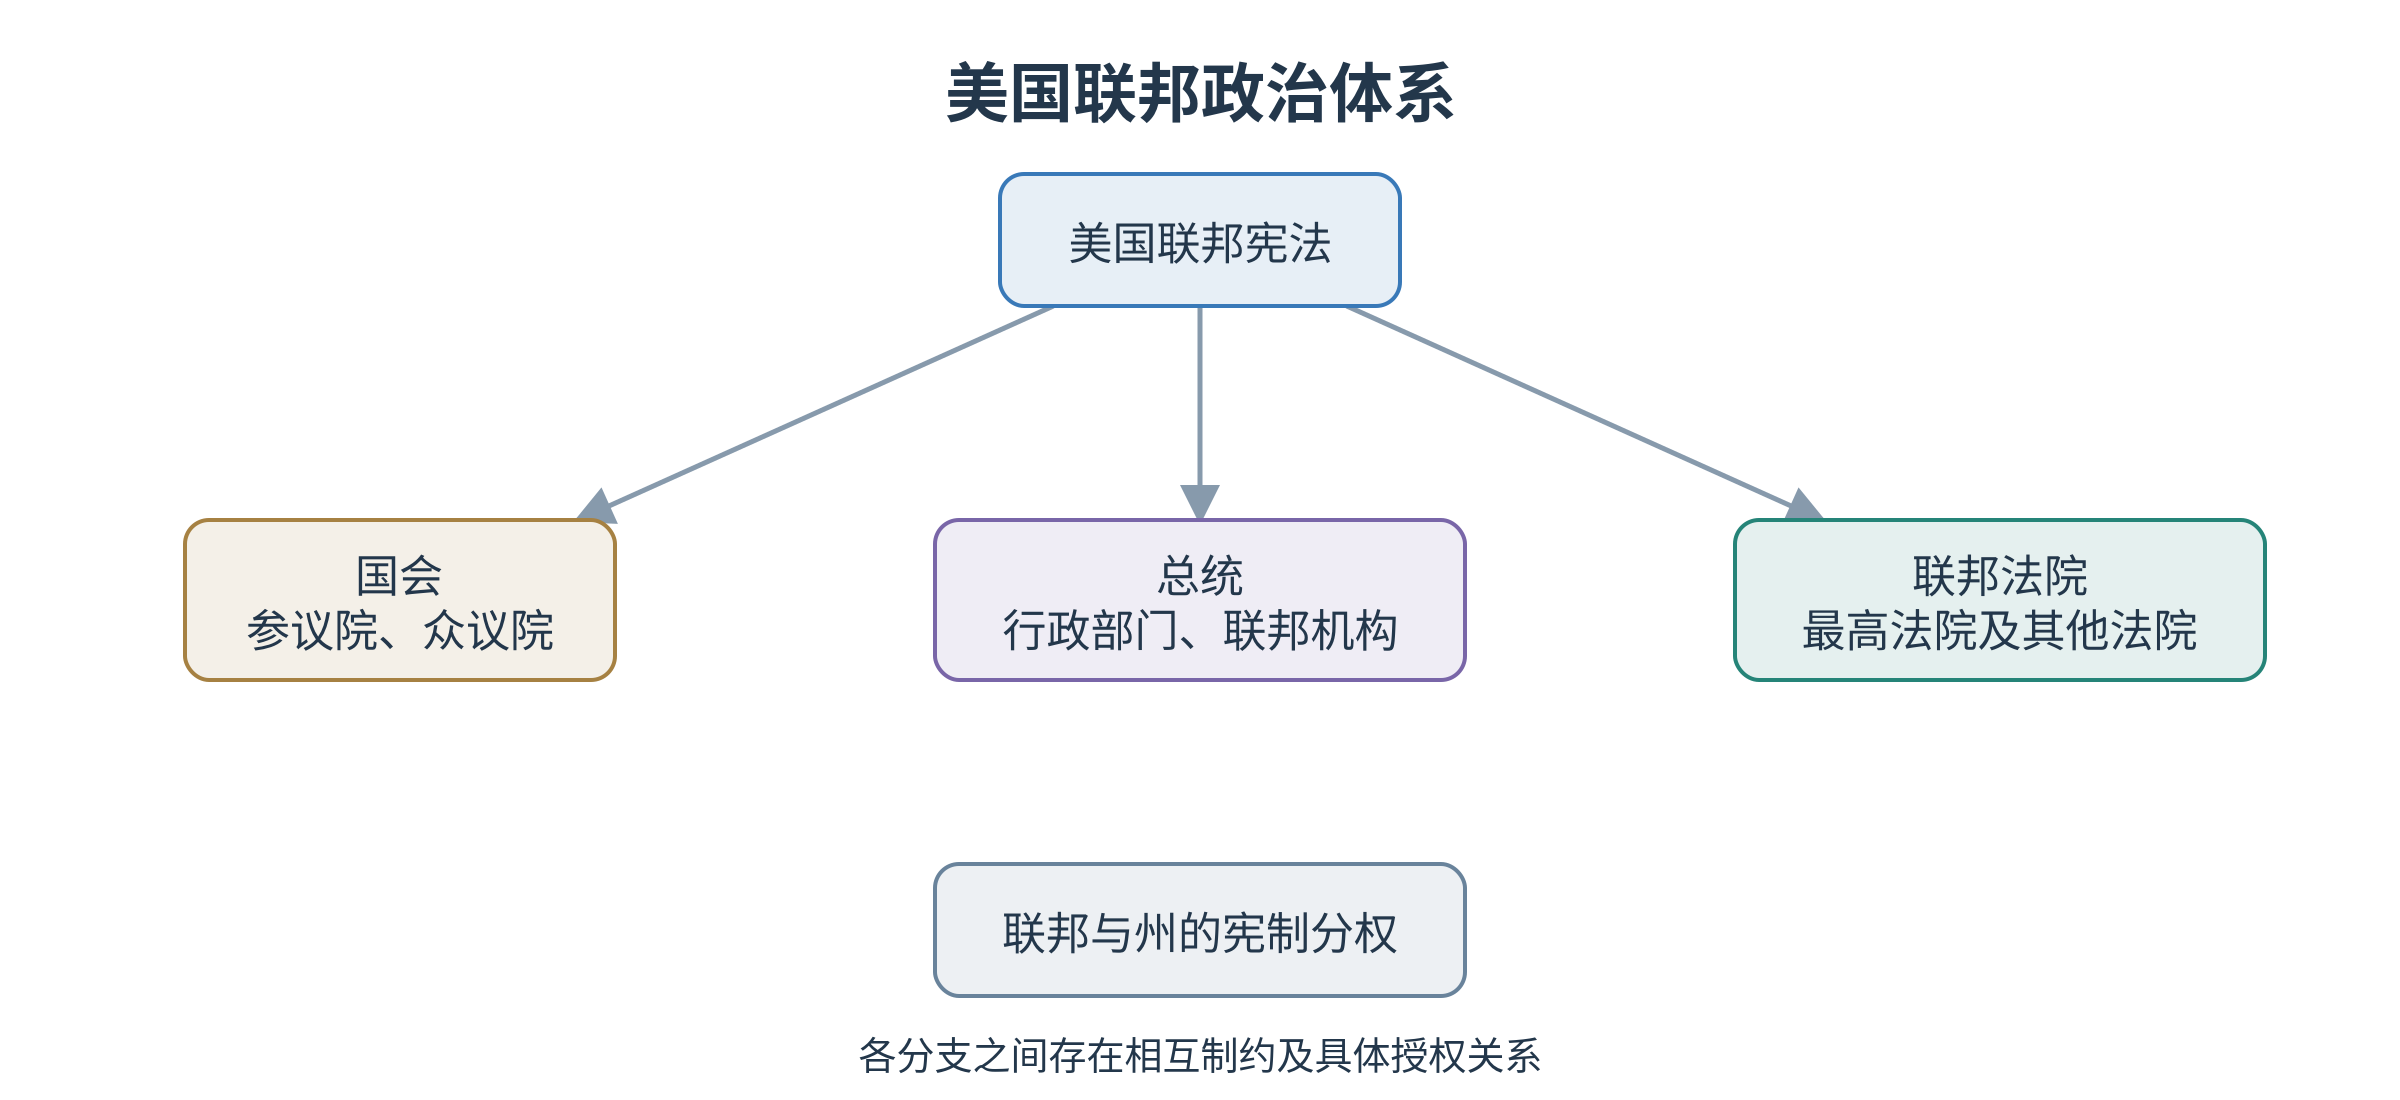 美国联邦政治体系
美国联邦宪法
国会
参议院、众议院
总统
行政部门、联邦机构
联邦法院
最高法院及其他法院
联邦与州的宪制分权
各分支之间存在相互制约及具体授权关系